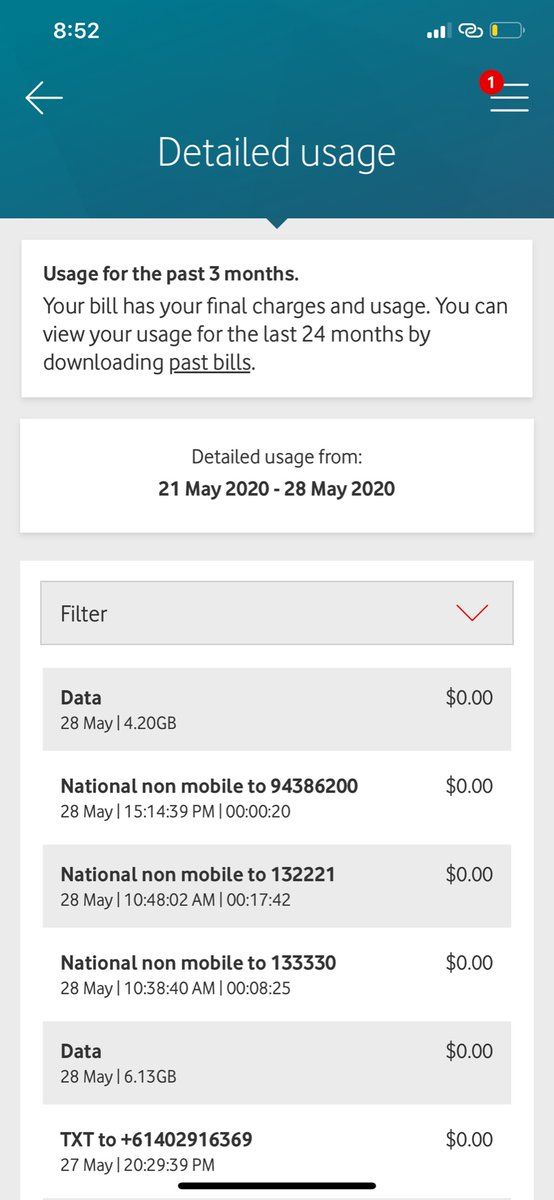 8:52
1
Detailed usage
Usage for the past 3 months.
Your bill has your final charges and usage. You can
view your usage for the last 24 months by
downloading past bills.
Detailed usage from:
21 May 2020 - 28 May 2020
Filter
Data $0.00
28 May | 4.20GB
National non mobile to 94386200 $0.00
28 May | 15:14:39 PM | 00:00:20
National non mobile to 132221 $0.00
28 May | 10:48:02 AM | 00:17:42
National non mobile to 133330 $0.00
28 May | 10:38:40 AM | 00:08:25
Data $0.00
28 May | 6.13GB
TXT to +61402916369 $0.00
27 May | 20:29:39 PM